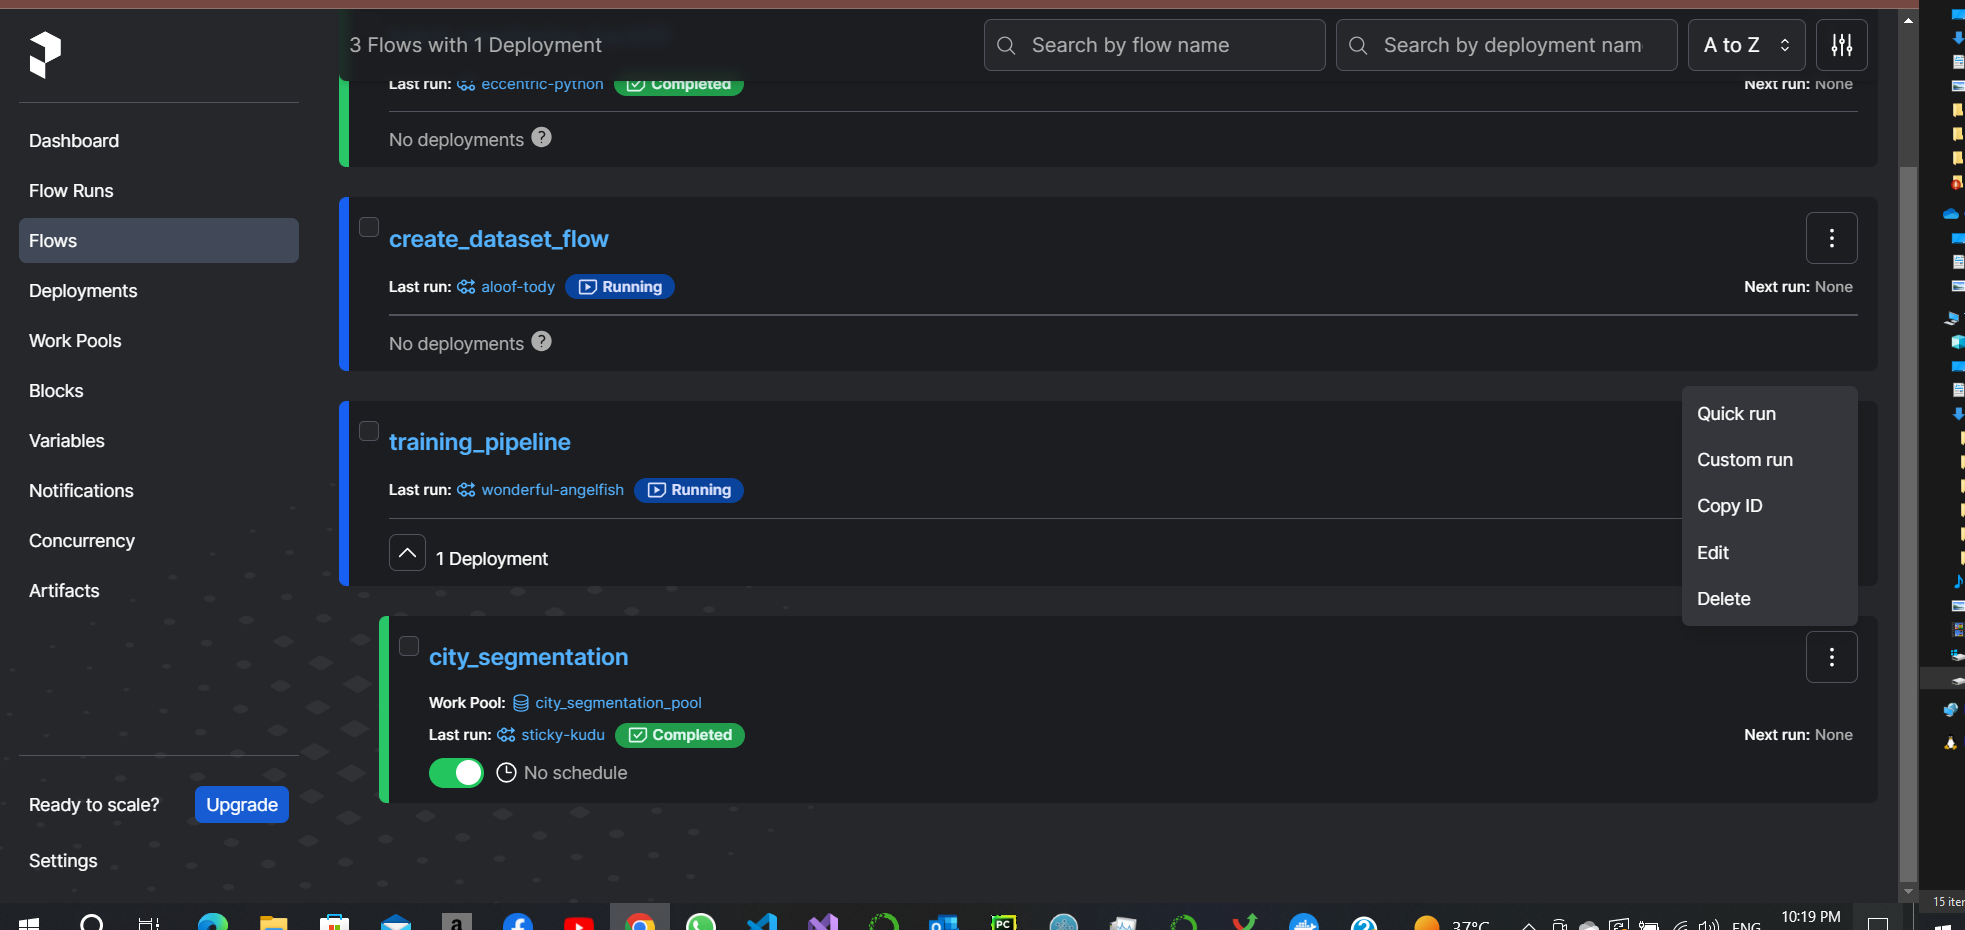 3 Flows with 1 Deployment
Search by flow name
Search by deployment nam
A to Z
Dashboard
Flow Runs
Flows
Deployments
Work Pools
Blocks
Variables
Notifications
Concurrency
Artifacts
Ready to scale? Upgrade
Settings
Last run: eccentric-python Completed Next run: None
No deployments ?
create_dataset_flow
Last run: aloof-tody Running Next run: None
No deployments ?
training_pipeline
Last run: wonderful-angelfish Running
1 Deployment
Quick run
Custom run
Copy ID
Edit
Delete
city_segmentation
Work Pool: city_segmentation_pool
Last run: sticky-kudu Completed Next run: None
No schedule
37°C
ENG
10:19 PM